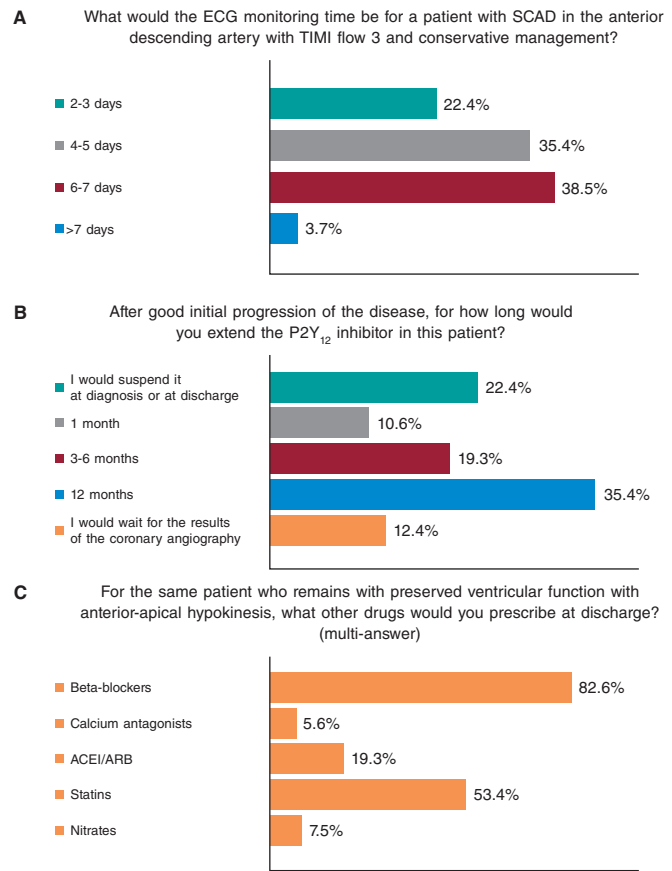 A
What would the ECG monitoring time be for a patient with SCAD in the anterior
descending artery with TIMI flow 3 and conservative management?
2-3 days
22.4%
4-5 days
35.4%
6-7 days
38.5%
>7 days
3.7%
B
After good initial progression of the disease, for how long would
you extend the P2Y12 inhibitor in this patient?
I would suspend it
at diagnosis or at discharge
22.4%
1 month
10.6%
3-6 months
19.3%
12 months
35.4%
I would wait for the results
of the coronary angiography
12.4%
C
For the same patient who remains with preserved ventricular function with
anterior-apical hypokinesis, what other drugs would you prescribe at discharge?
(multi-answer)
Beta-blockers
82.6%
Calcium antagonists
5.6%
ACEI/ARB
19.3%
Statins
53.4%
Nitrates
7.5%